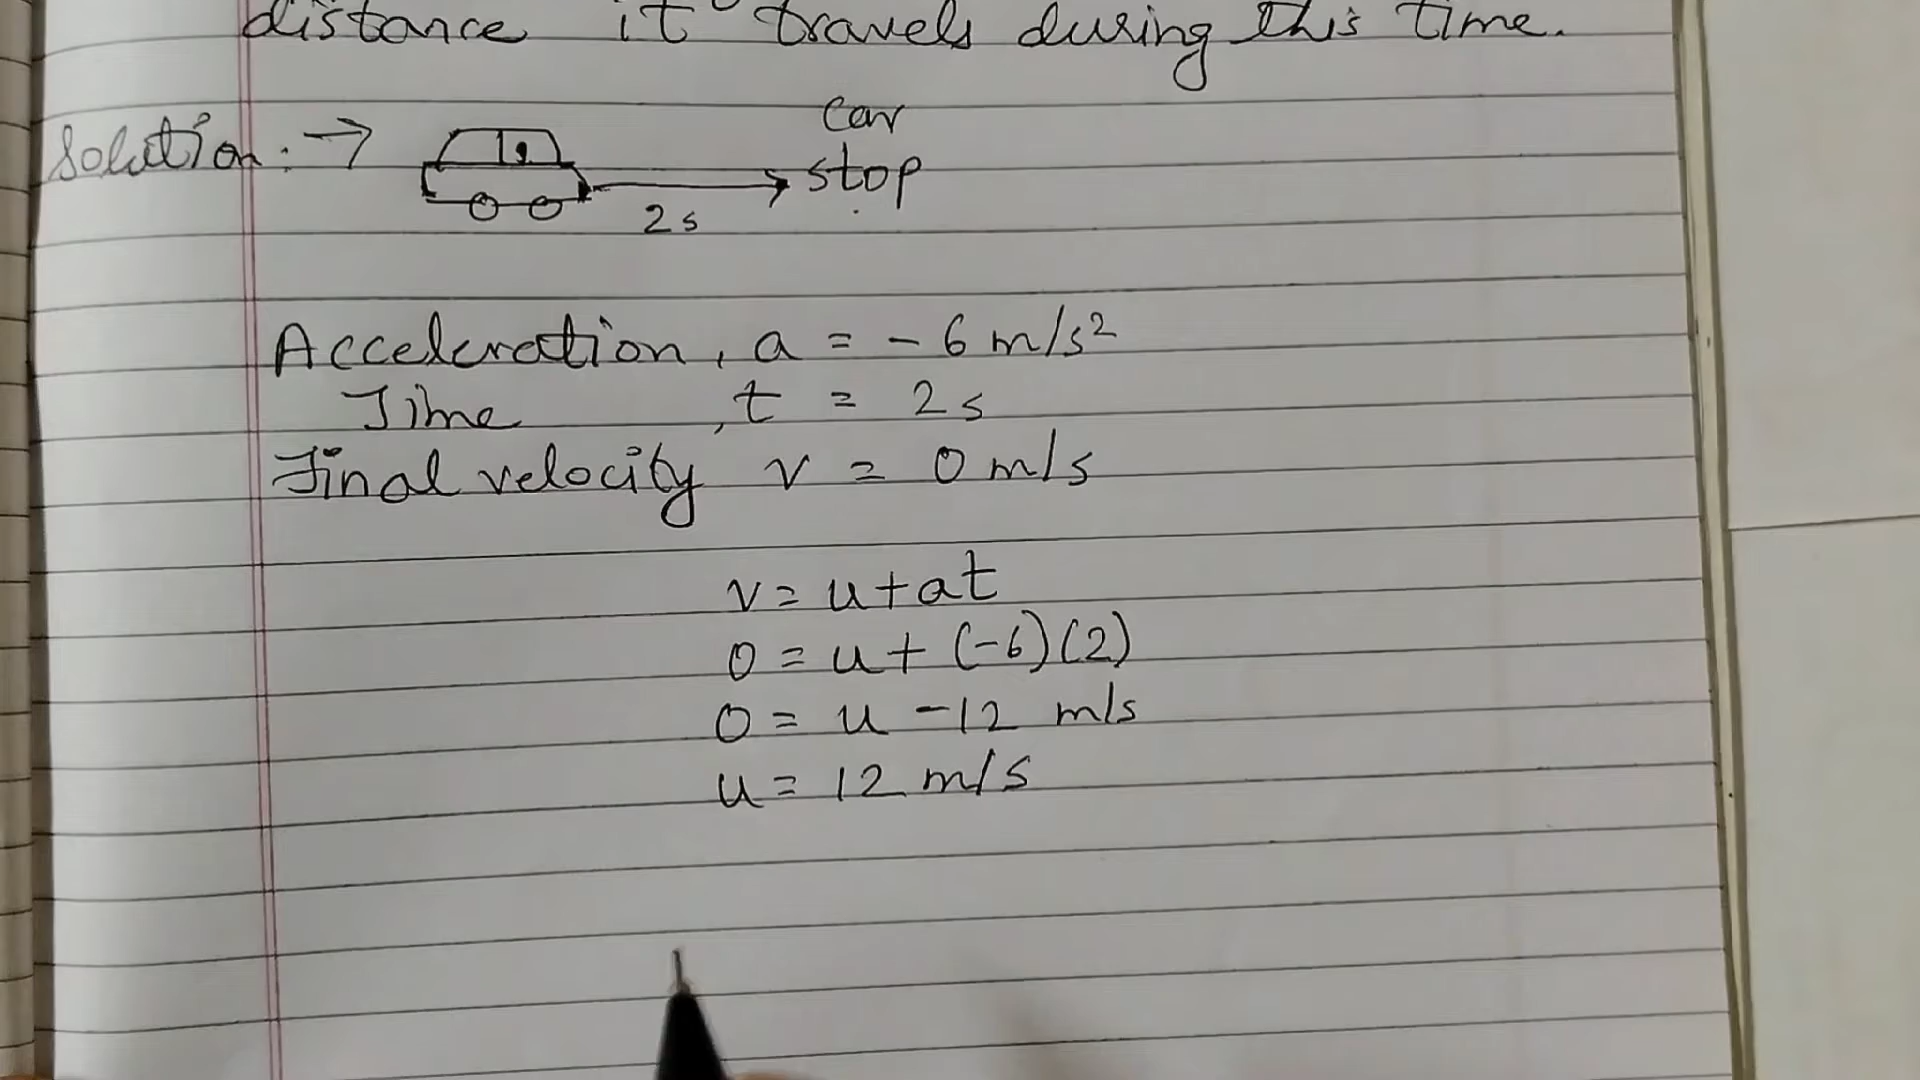 distance it travels during this time.
Solution:→
car
stop
2s
Acceleration, a = -6 m/s²
Time , t = 2s
Final velocity v = 0 m/s
v = u+at
0 = u+ (-6)(2)
0 = u -12 m/s
u = 12 m/s